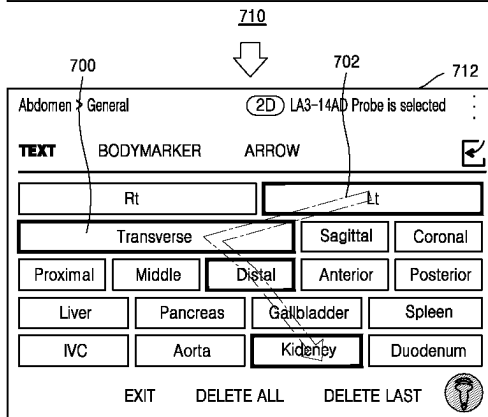 710
700 702 712
Abdomen > General 2D LA3-14AD Probe is selected
TEXT BODYMARKER ARROW
Rt Lt
Transverse Sagittal Coronal
Proximal Middle Distal Anterior Posterior
Liver Pancreas Gallbladder Spleen
IVC Aorta Kideney Duodenum
EXIT DELETE ALL DELETE LAST